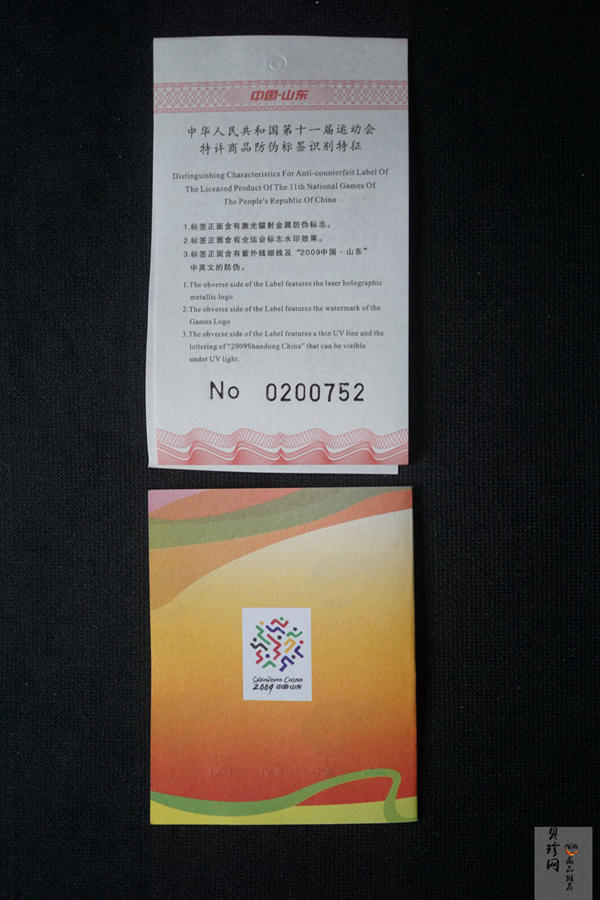 中国·山东
中华人民共和国第十一届运动会
特许商品防伪标签识别特征
Distinguishing Characteristics For Anti-counterfeit Label Of
The Licensed Product Of The 11th National Games Of
The People's Republic Of China
1.标签正面含有激光镭射金属防伪标志。
2.标签正面含有全运会标志水印效果。
3.标签正面含有紫外线细线及“2009中国·山东”
中英文的防伪。
1.The obverse side of the Label features the laser holographic
metallic logo
2.The obverse side of the Label features the watermark of the
Games Logo
3.The obverse side of the Label features a thin UV line and the
lettering of "2009Shandong China" that can be visible
under UV light.
No 0200752
SHANDONG CHINA
2009 中国·山东
贝珍网
藏品推荐